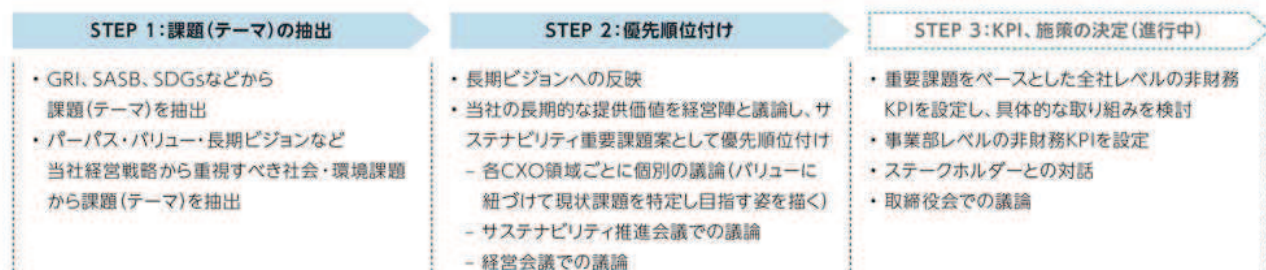 STEP 1:課題(テーマ)の抽出
・GRI、SASB、SDGsなどから
課題(テーマ)を抽出
・パーパス・バリュー・長期ビジョンなど
当社経営戦略から重視すべき社会・環境課題
から課題(テーマ)を抽出
STEP 2:優先順位付け
・長期ビジョンへの反映
・当社の長期的な提供価値を経営陣と議論し、サ
ステナビリティ重要課題案として優先順位付け
– 各CXO領域ごとに個別の議論(バリューに
紐づけて現状課題を特定し目指す姿を描く)
– サステナビリティ推進会議での議論
– 経営会議での議論
STEP 3:KPI、施策の決定(進行中)
・重要課題をベースとした全社レベルの非財務
KPIを設定し、具体的な取り組みを検討
・事業部レベルの非財務KPIを設定
・ステークホルダーとの対話
・取締役会での議論